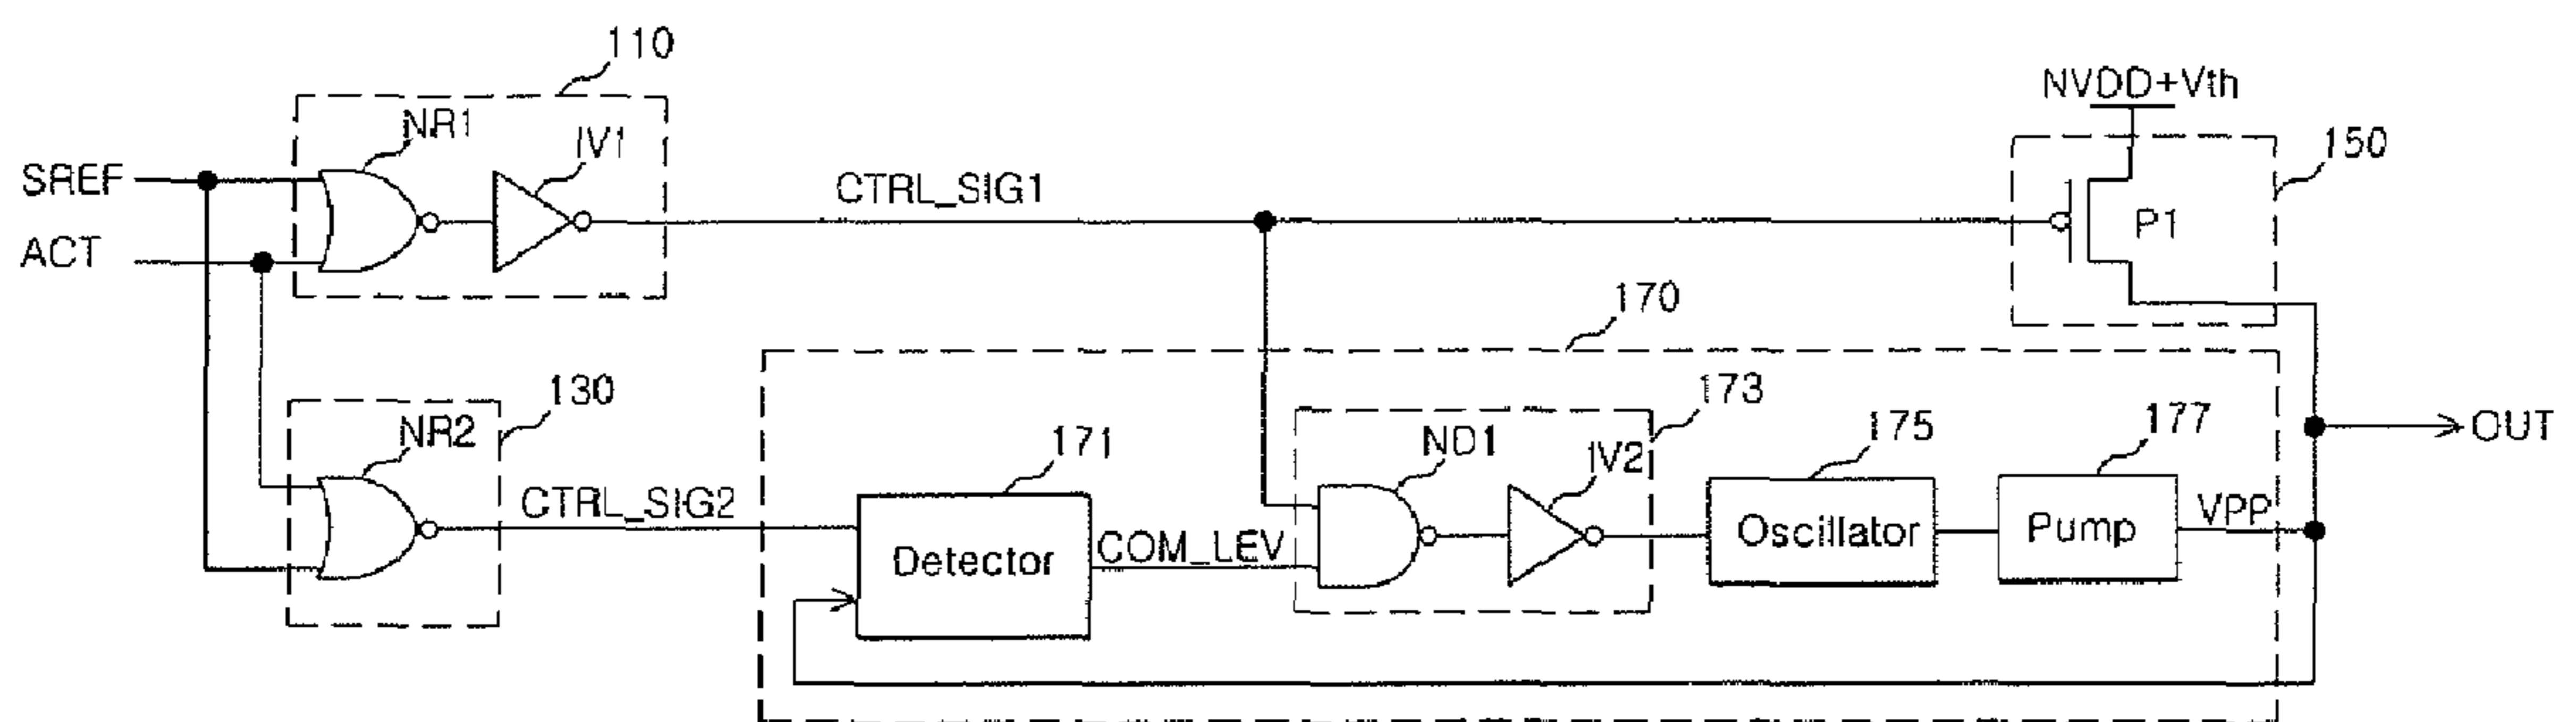 110
NVDD+Vth
NR1
IV1
150
SREF
CTRL_SIG1
P1
ACT
170
130
173
NR2
ND1
177
171
IV2
175
OUT
CTRL_SIG2
VPP
COM_LEV
Oscillator
Pump
Detector